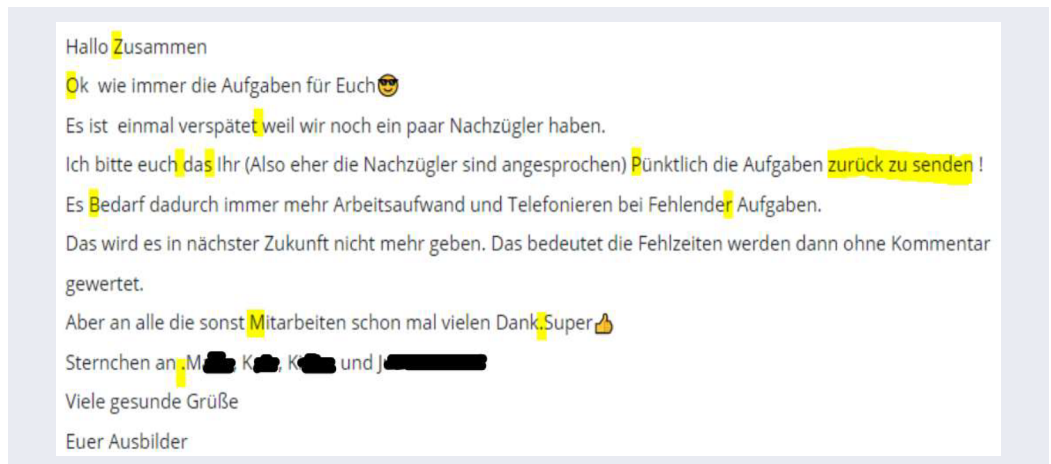 Hallo Zusammen
Ok wie immer die Aufgaben für Euch😎
Es ist einmal verspätet weil wir noch ein paar Nachzügler haben.
Ich bitte euch das Ihr (Also eher die Nachzügler sind angesprochen) Pünktlich die Aufgaben zurück zu senden !
Es Bedarf dadurch immer mehr Arbeitsaufwand und Telefonieren bei Fehlender Aufgaben.
Das wird es in nächster Zukunft nicht mehr geben. Das bedeutet die Fehlzeiten werden dann ohne Kommentar
gewertet.
Aber an alle die sonst Mitarbeiten schon mal vielen Dank.Super👍
Sternchen an .M, K, K und J
Viele gesunde Grüße
Euer Ausbilder